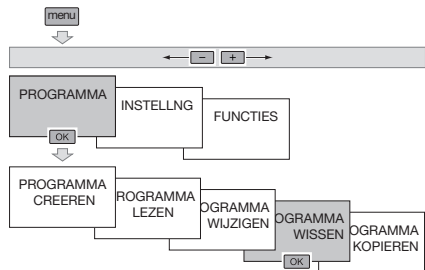 menu
– +
PROGRAMMA
INSTELLNG
FUNCTIES
OK
PROGRAMMA
CREEREN
ROGRAMMA
LEZEN
OGRAMMA
WIJZIGEN
OGRAMMA
WISSEN
OGRAMMA
KOPIEREN
OK